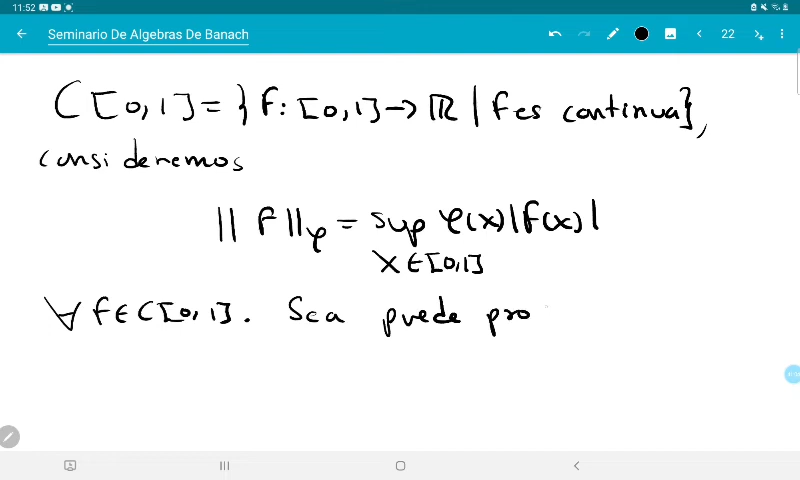 11:52
Seminario De Algebras De Banach
22
C[0,1] = { f: [0,1] → ℝ | f es continua},
consideremos
|| f ||φ = sup φ(x)|f(x)|
x∈[0,1]
∀ f∈C[0,1]. Sea puede pro